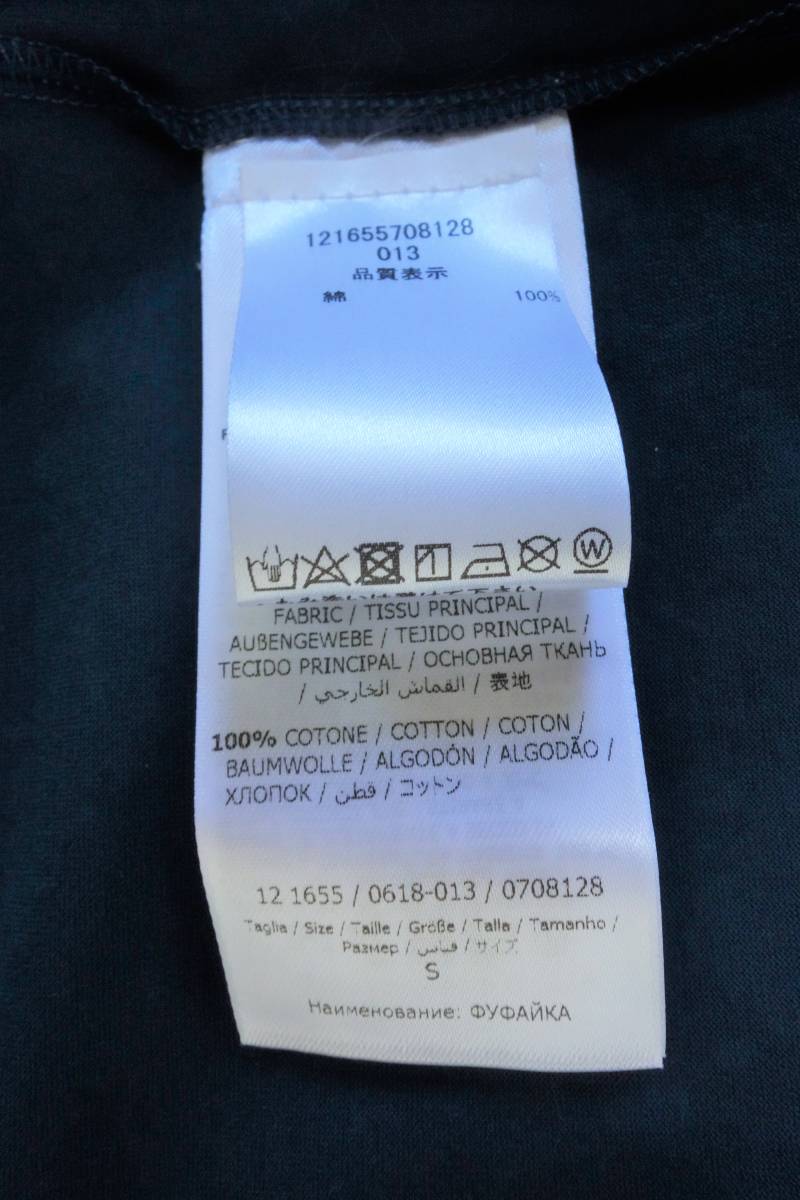 121655708128
013
品質表示
綿 100%
FABRIC / TISSU PRINCIPAL /
AUßENGEWEBE / TEJIDO PRINCIPAL /
TECIDO PRINCIPAL / ОСНОВНАЯ ТКАНЬ
/ القماش الخارجي / 表地
100% COTONE / COTTON / COTON /
BAUMWOLLE / ALGODÓN / ALGODÃO /
ХЛОПОК / قطن / コットン
12 1655 / 0618-013 / 0708128
Taglia / Size / Taille / Größe / Talla / Tamanho /
Размер / قياس / サイズ
S
Наименование: ФУФАЙКА